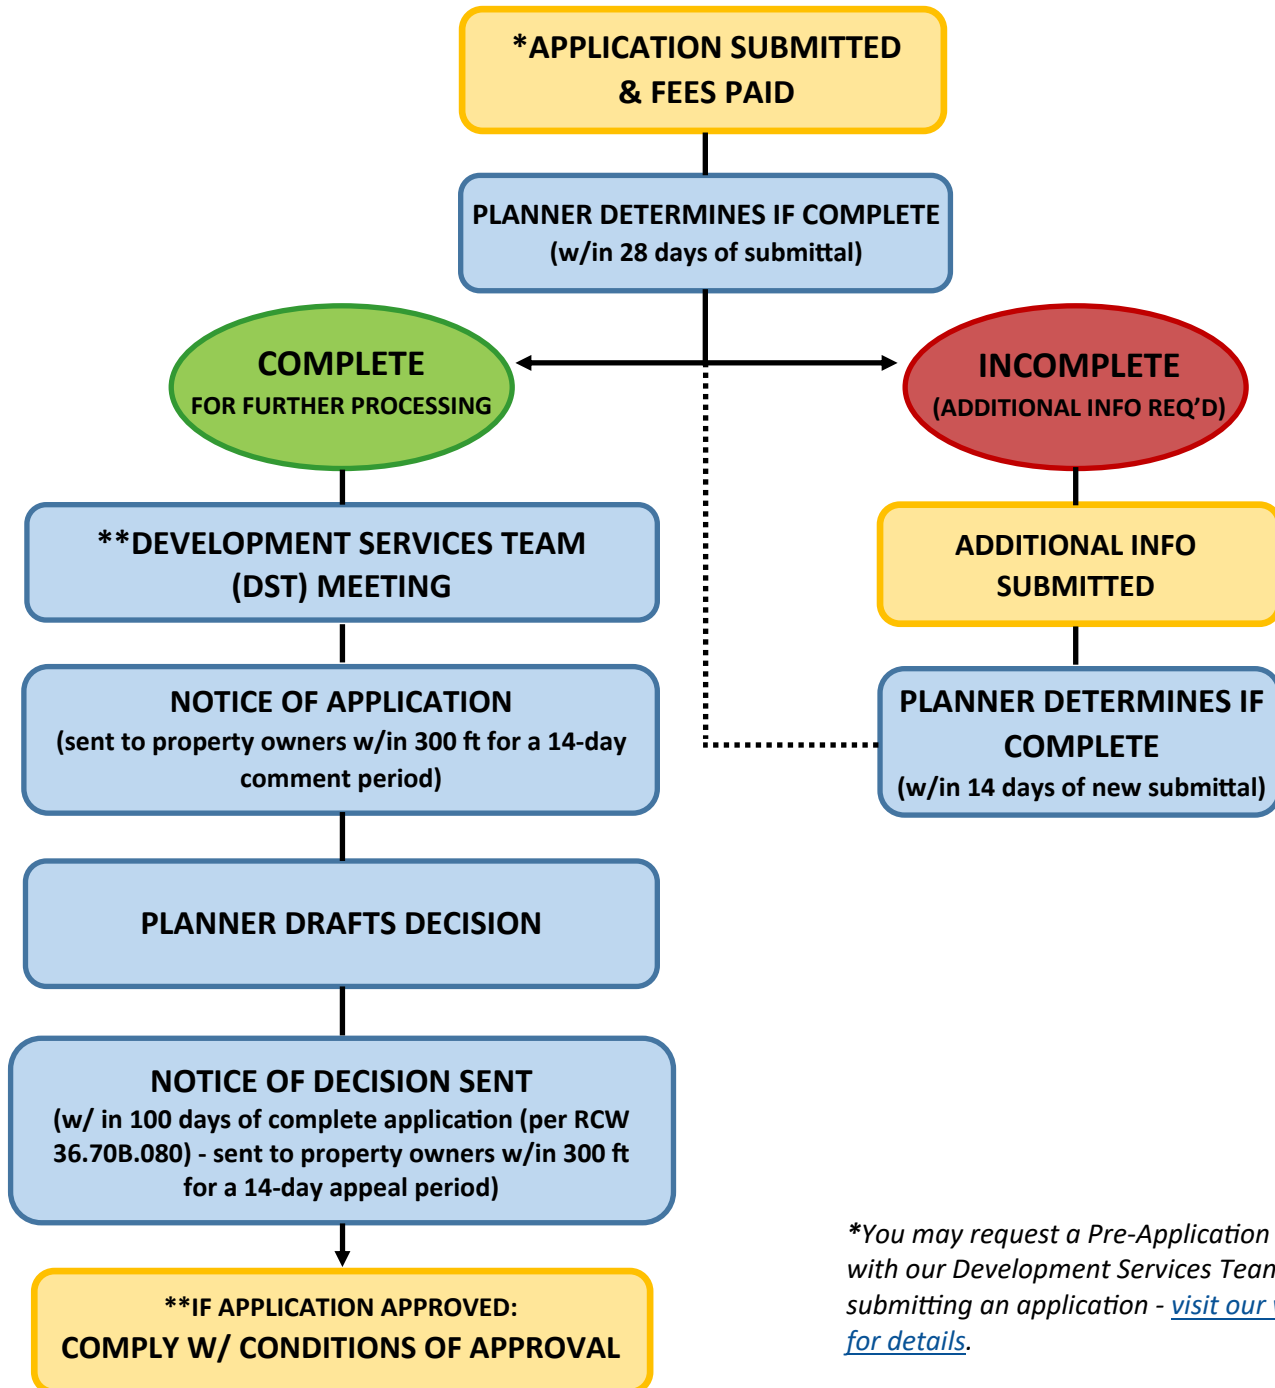 *APPLICATION SUBMITTED
& FEES PAID
PLANNER DETERMINES IF COMPLETE
(w/in 28 days of submittal)
COMPLETE
FOR FURTHER PROCESSING
INCOMPLETE
(ADDITIONAL INFO REQ’D)
**DEVELOPMENT SERVICES TEAM
(DST) MEETING
ADDITIONAL INFO
SUBMITTED
NOTICE OF APPLICATION
(sent to property owners w/in 300 ft for a 14-day
comment period)
PLANNER DETERMINES IF
COMPLETE
(w/in 14 days of new submittal)
PLANNER DRAFTS DECISION
NOTICE OF DECISION SENT
(w/ in 100 days of complete application (per RCW
36.70B.080) - sent to property owners w/in 300 ft
for a 14-day appeal period)
**IF APPLICATION APPROVED:
COMPLY W/ CONDITIONS OF APPROVAL
*You may request a Pre-Application
with our Development Services Team
submitting an application - visit our
for details.